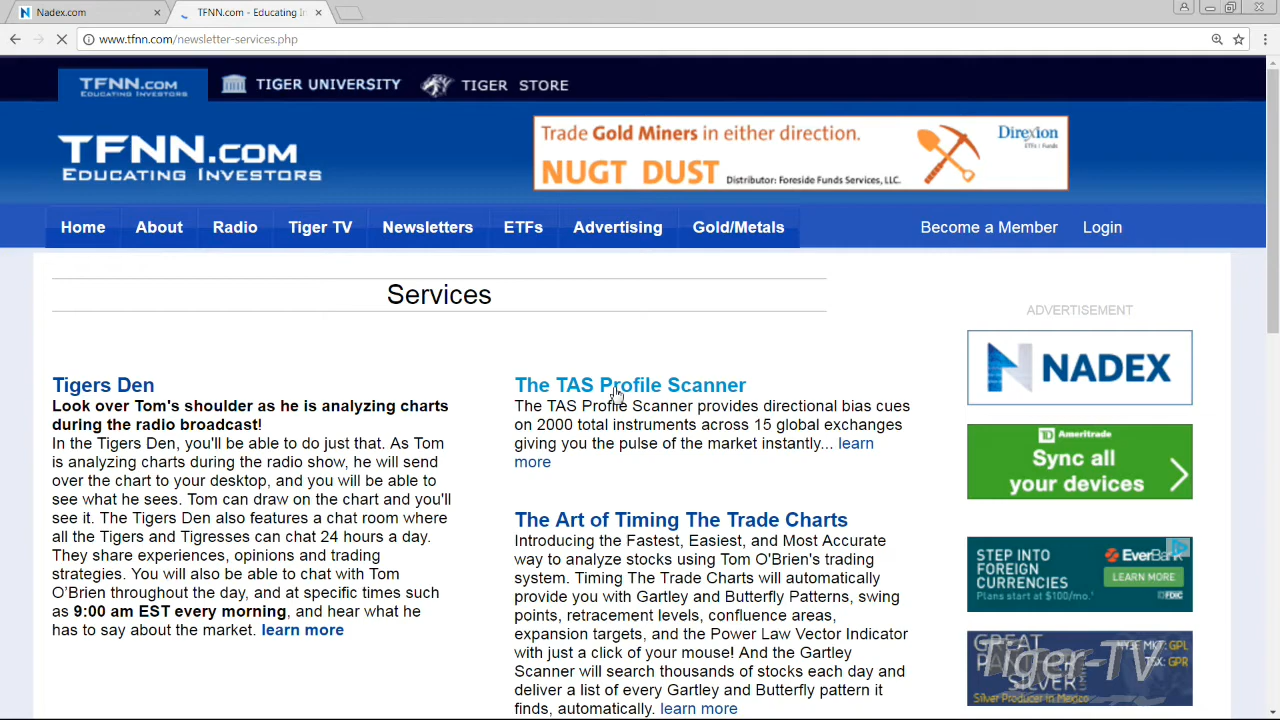 Nadex.com
TFNN.com - Educating In
www.tfnn.com/newsletter-services.php
TFNN.COM
EDUCATING INVESTORS
TIGER UNIVERSITY
TIGER STORE
TFNN.COM
EDUCATING INVESTORS
Trade Gold Miners in either direction.
NUGT DUST
Distributor: Foreside Funds Services, LLC.
Direxion
ETFs | Funds
Home
About
Radio
Tiger TV
Newsletters
ETFs
Advertising
Gold/Metals
Become a Member
Login
Services
Tigers Den
Look over Tom's shoulder as he is analyzing charts
during the radio broadcast!
In the Tigers Den, you'll be able to do just that. As Tom
is analyzing charts during the radio show, he will send
over the chart to your desktop, and you will be able to
see what he sees. Tom can draw on the chart and you'll
see it. The Tigers Den also features a chat room where
all the Tigers and Tigresses can chat 24 hours a day.
They share experiences, opinions and trading
strategies. You will also be able to chat with Tom
O'Brien throughout the day, and at specific times such
as 9:00 am EST every morning, and hear what he
has to say about the market. learn more
The TAS Profile Scanner
The TAS Profile Scanner provides directional bias cues
on 2000 total instruments across 15 global exchanges
giving you the pulse of the market instantly... learn
more
The Art of Timing The Trade Charts
Introducing the Fastest, Easiest, and Most Accurate
way to analyze stocks using Tom O'Brien's trading
system. Timing The Trade Charts will automatically
provide you with Gartley and Butterfly Patterns, swing
points, retracement levels, confluence areas,
expansion targets, and the Power Law Vector Indicator
with just a click of your mouse! And the Gartley
Scanner will search thousands of stocks each day and
deliver a list of every Gartley and Butterfly pattern it
finds, automatically. learn more
ADVERTISEMENT
NADEX
TD Ameritrade
Sync all
your devices
STEP INTO
FOREIGN
CURRENCIES
Plans start at $100/mo.¹
EverBank
LEARN MORE
FDIC
GREAT
SILVER
Silver Producer in Mexico
NYSE MKT: GPL
TSX: GPR
Tiger-TV